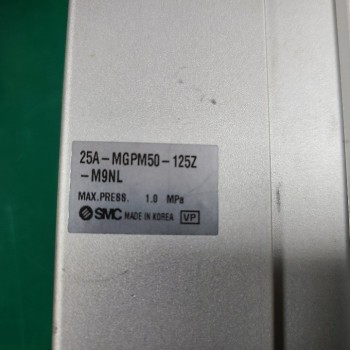 25A-MGPM50-125Z
-M9NL
MAX.PRESS. 1.0 MPa
SMC MADE IN KOREA VP